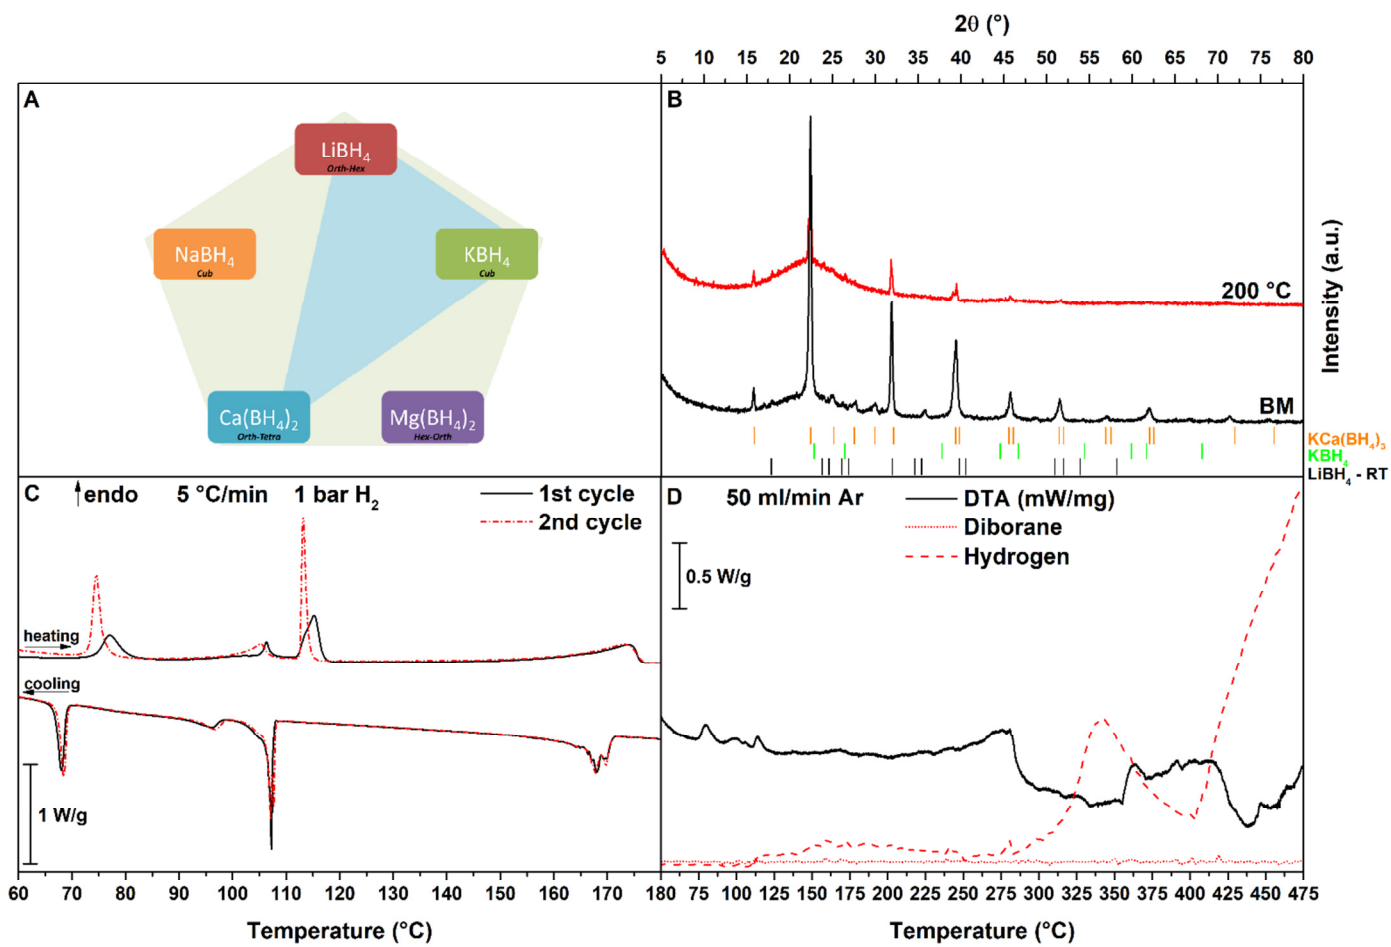 2θ (°)
5 10 15 20 25 30 35 40 45 50 55 60 65 70 75 80
A
LiBH4
Orth-Hex
NaBH4
Cub
KBH4
Cub
Ca(BH4)2
Orth-Tetra
Mg(BH4)2
Hex-Orth
B
200 °C
BM
Intensity (a.u.)
KCa(BH4)3
KBH4
LiBH4 - RT
C
endo 5 °C/min 1 bar H2
1st cycle
2nd cycle
heating
cooling
1 W/g
60 70 80 90 100 110 120 130 140 150 160 170 180
Temperature (°C)
D
50 ml/min Ar
DTA (mW/mg)
Diborane
Hydrogen
0.5 W/g
75 100 125 150 175 200 225 250 275 300 325 350 375 400 425 450 475
Temperature (°C)